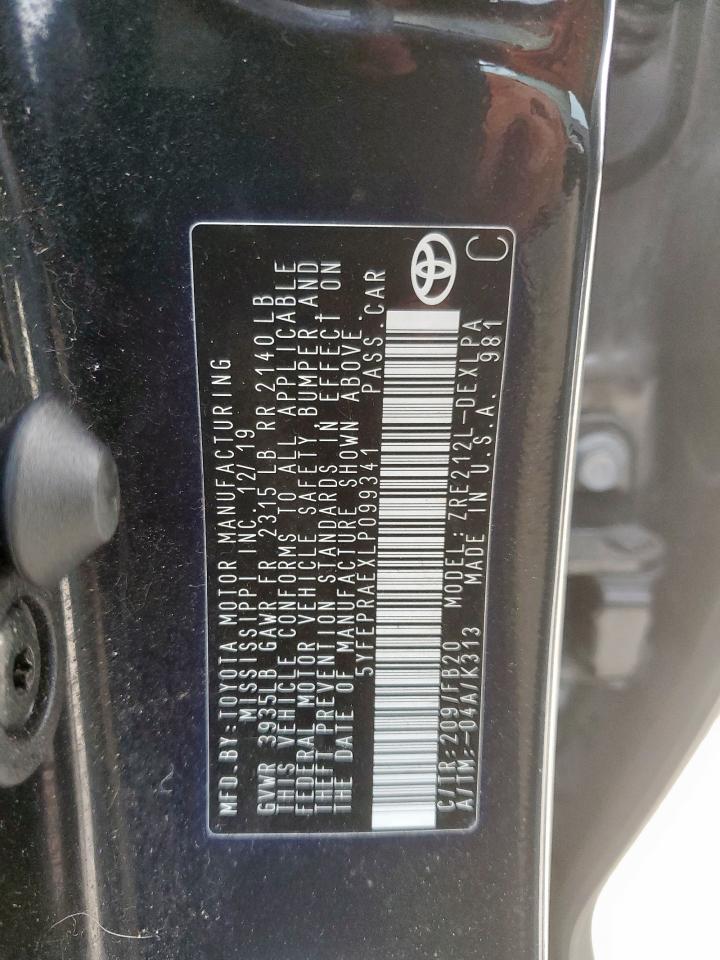 MFD.BY:TOYOTA MOTOR MANUFACTURING
MISSISSIPPI INC. 12/19
GVWR 3935LB GAWR FR 2315 LB RR 2140 LB
THIS VEHICLE CONFORMS TO ALL APPLICABLE
FEDERAL MOTOR VEHICLE SAFETY, BUMPER AND
THEFT PREVENTION STANDARDS IN EFFECT ON
THE DATE OF MANUFACTURE SHOWN ABOVE.
5YFEPRAEXLP099341 PASS.CAR
C/TR:209/FB20 MODEL:ZRE212L-DEXLPA
A/TM:-04A/K313 MADE IN U.S.A. 981
C